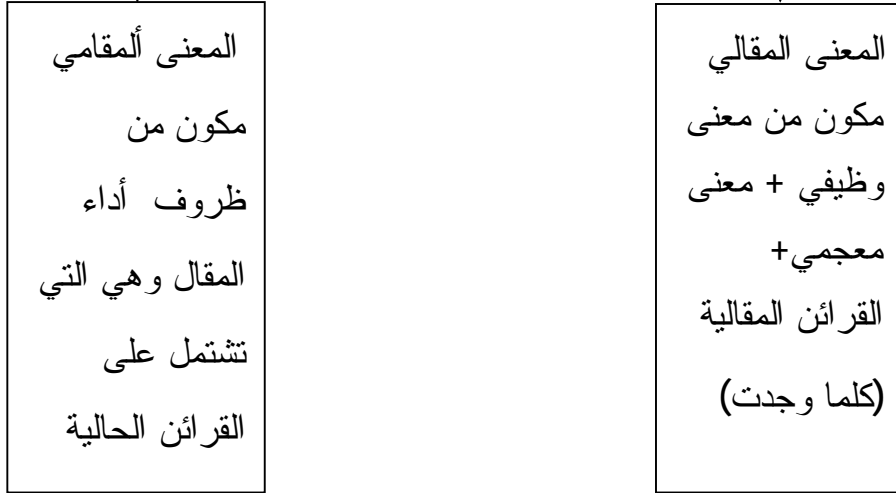 المعنى المقالي
مكون من معنى
وظيفي + معنى
معجمي+
القرائن المقالية
(كلما وجدت)
المعنى ألمقامي
مكون من
ظروف أداء
المقال وهي التي
تشتمل على
القرائن الحالية